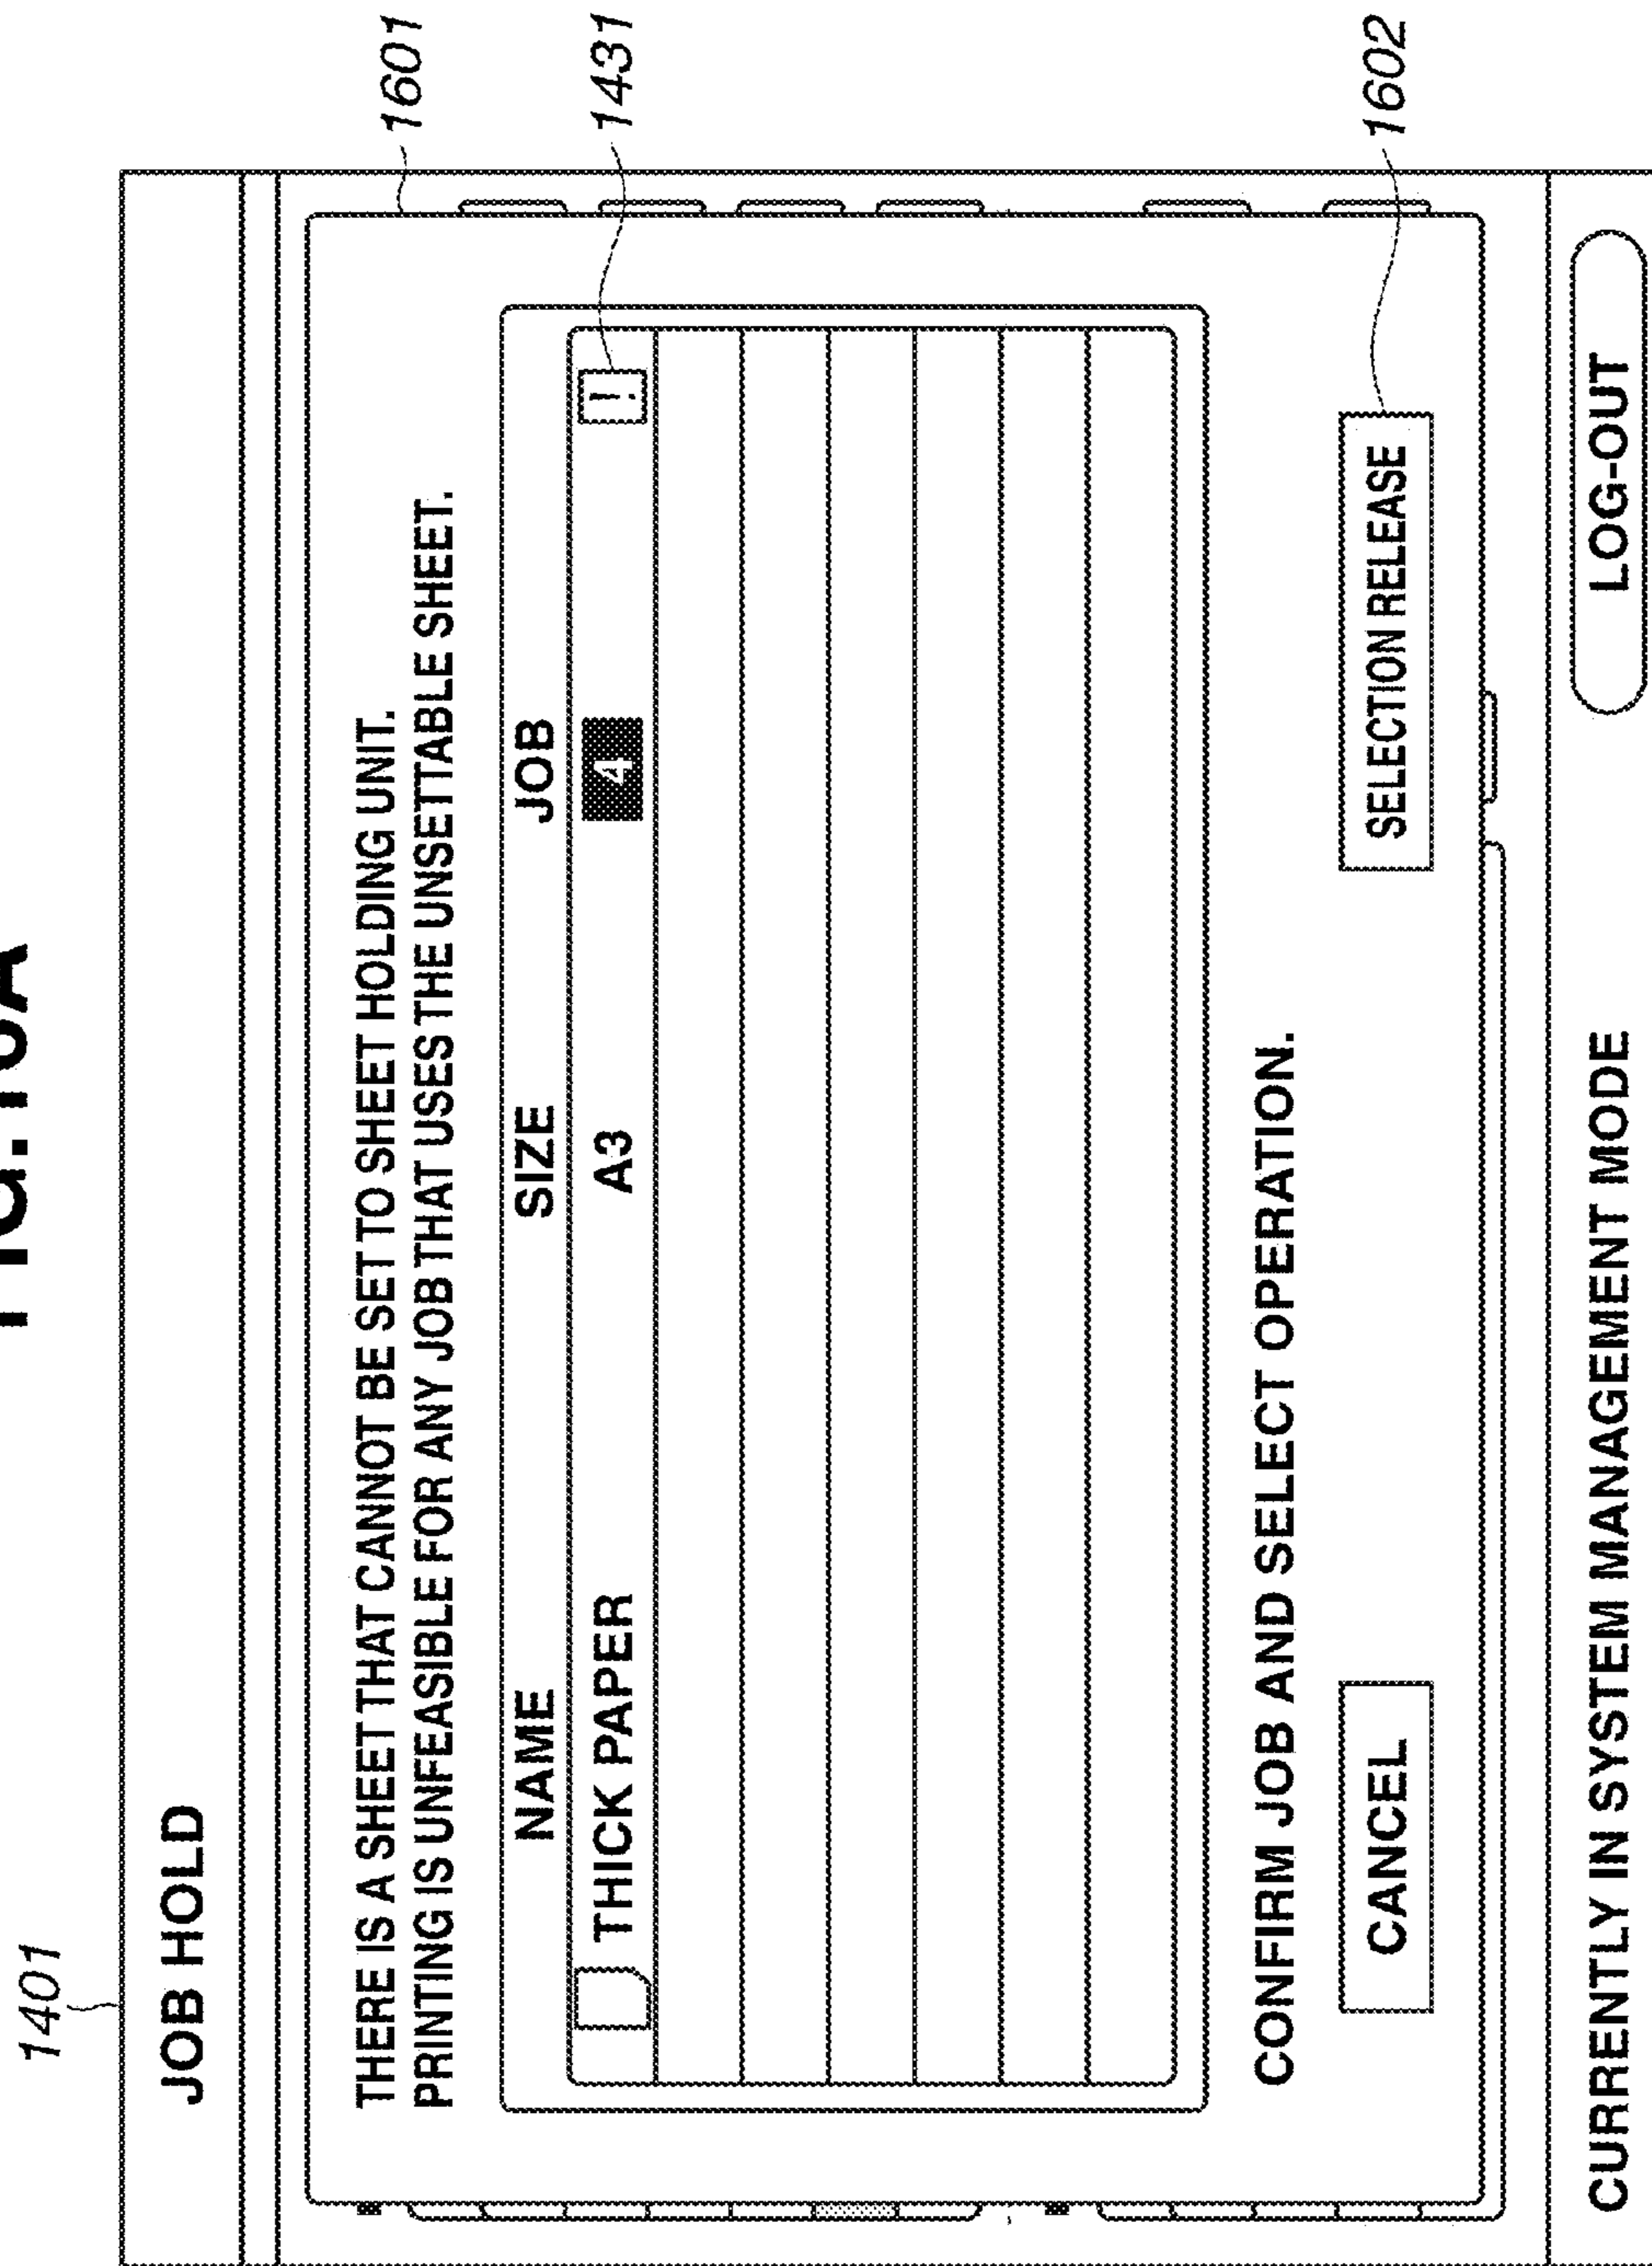 1401
JOB HOLD
1601
THERE IS A SHEET THAT CANNOT BE SET TO SHEET HOLDING UNIT.
PRINTING IS UNFEASIBLE FOR ANY JOB THAT USES THE UNSETTABLE SHEET.
NAME SIZE JOB
THICK PAPER A3 4 !
1431
CONFIRM JOB AND SELECT OPERATION.
CANCEL SELECTION RELEASE
1602
CURRENTLY IN SYSTEM MANAGEMENT MODE LOG-OUT